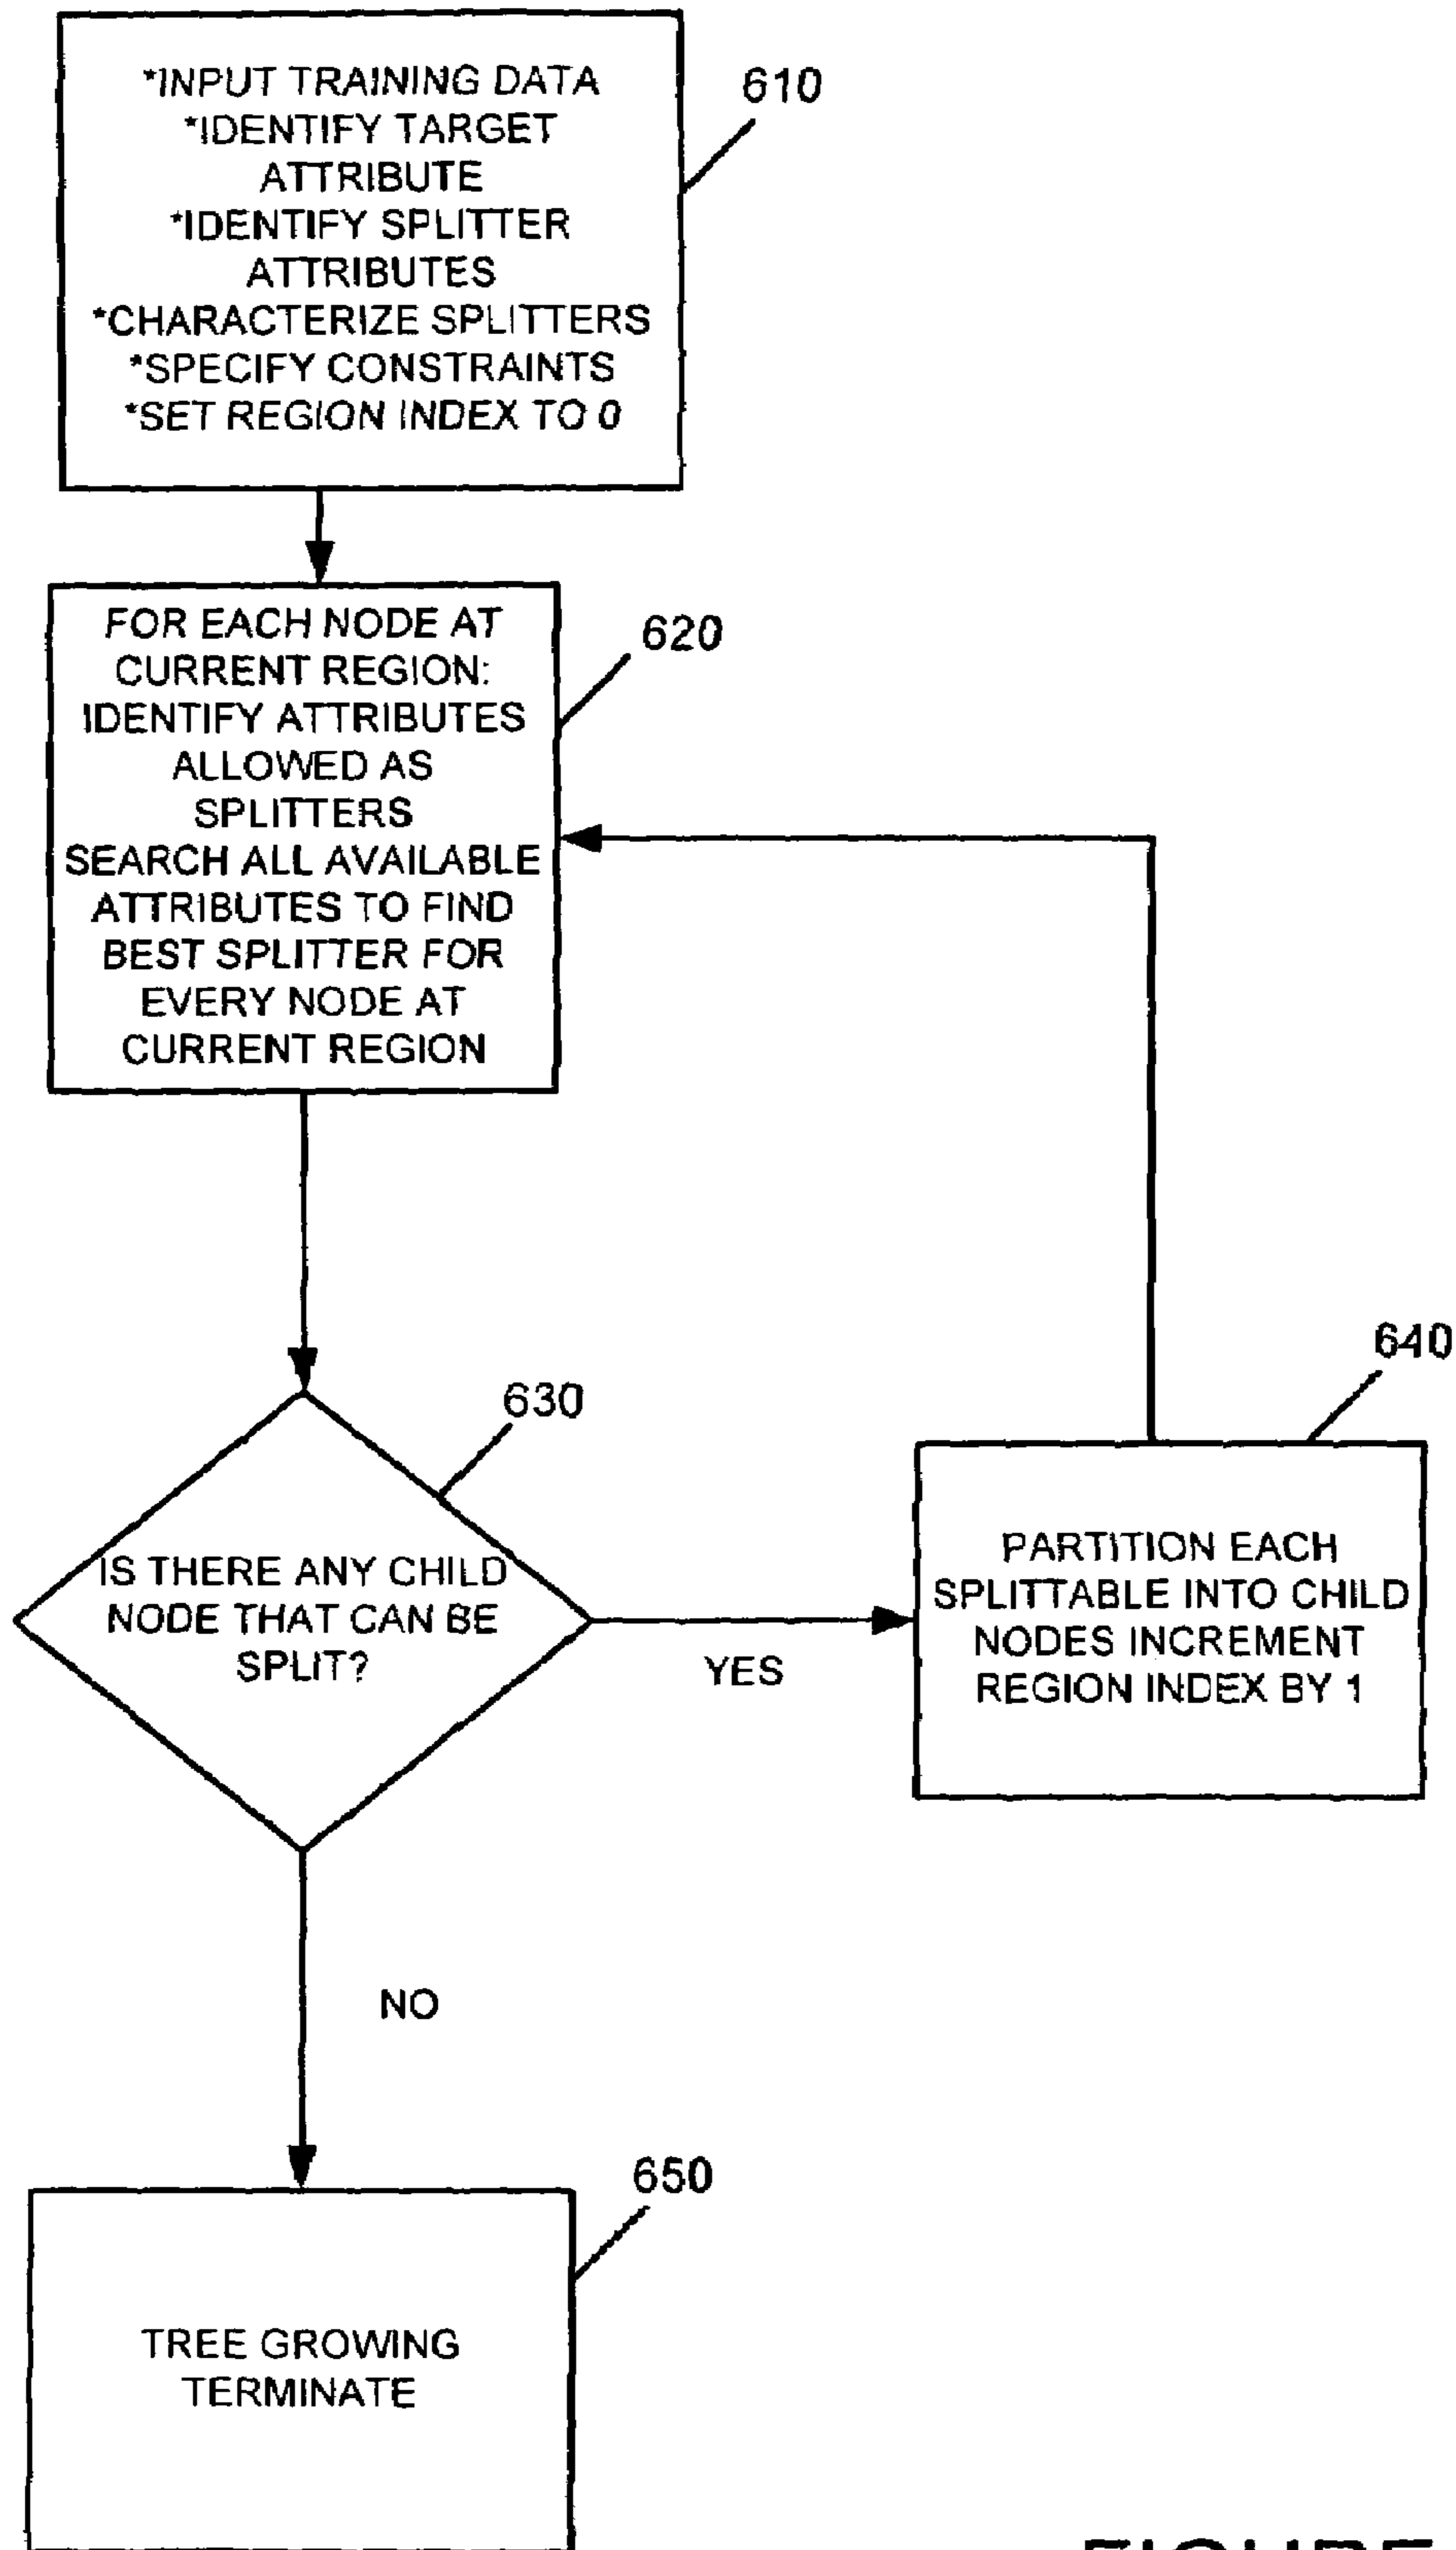 *INPUT TRAINING DATA
*IDENTIFY TARGET
ATTRIBUTE
*IDENTIFY SPLITTER
ATTRIBUTES
*CHARACTERIZE SPLITTERS
*SPECIFY CONSTRAINTS
*SET REGION INDEX TO 0
610
FOR EACH NODE AT
CURRENT REGION:
IDENTIFY ATTRIBUTES
ALLOWED AS
SPLITTERS
SEARCH ALL AVAILABLE
ATTRIBUTES TO FIND
BEST SPLITTER FOR
EVERY NODE AT
CURRENT REGION
620
IS THERE ANY CHILD
NODE THAT CAN BE
SPLIT?
630
YES
PARTITION EACH
SPLITTABLE INTO CHILD
NODES INCREMENT
REGION INDEX BY 1
640
NO
TREE GROWING
TERMINATE
650